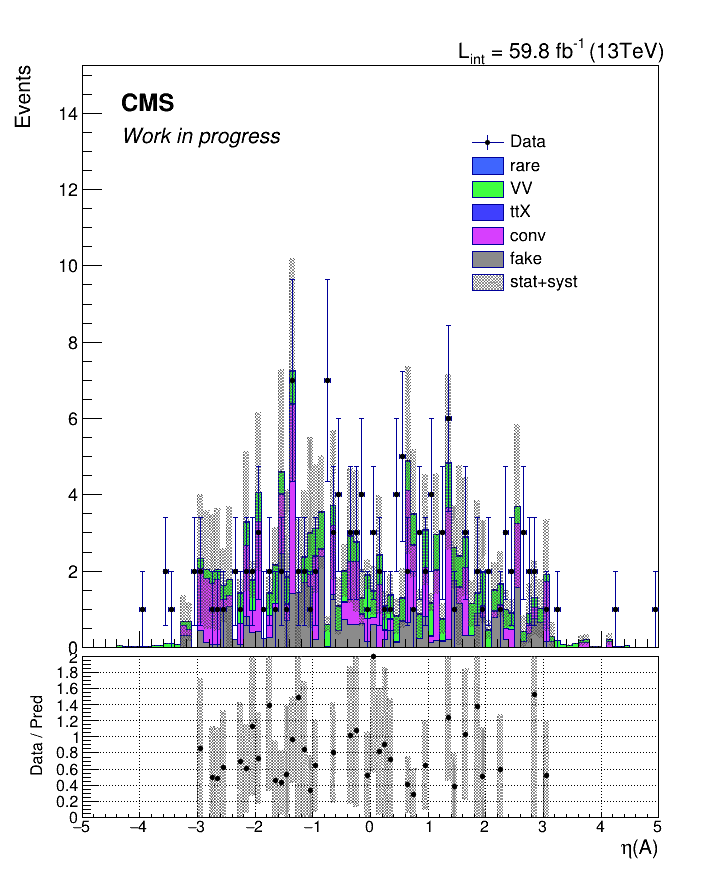 L_int = 59.8 fb^-1 (13TeV)
Events
CMS
Work in progress
Data
rare
VV
ttX
conv
fake
stat+syst
14
12
10
8
6
4
2
0
Data / Pred
2
1.8
1.6
1.4
1.2
1
0.8
0.6
0.4
0.2
0
−5 −4 −3 −2 −1 0 1 2 3 4 5
η(A)